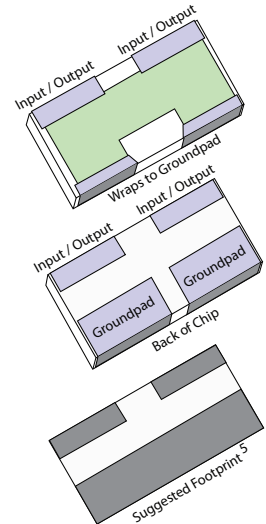 Input / Output
Input / Output
Wraps to Groundpad
Input / Output
Input / Output
Groundpad
Groundpad
Back of Chip
Suggested Footprint 5